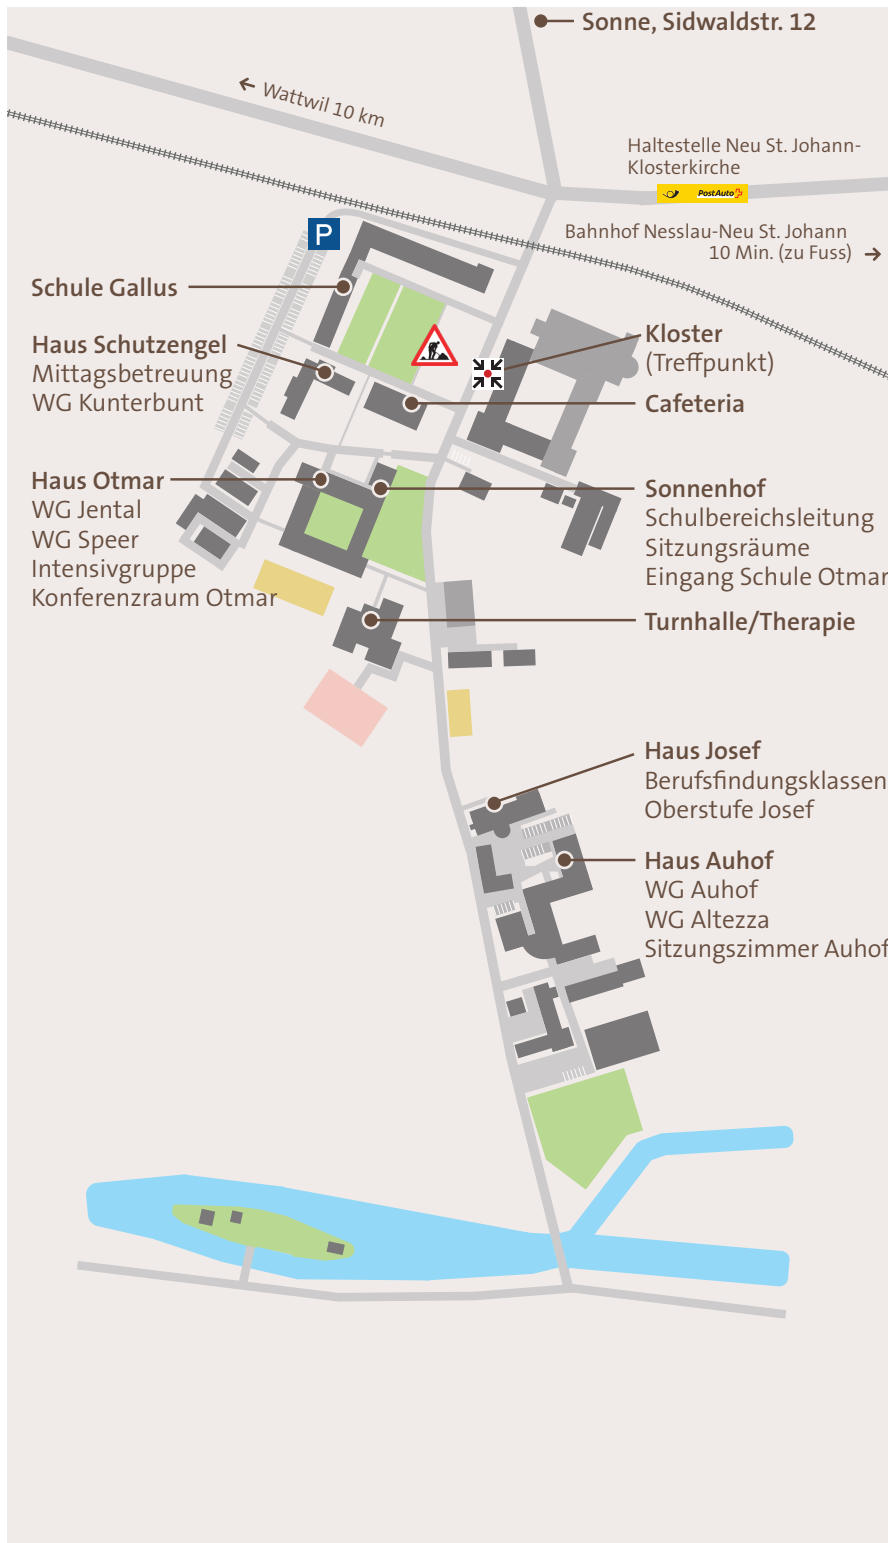 Sonne, Sidwaldstr. 12
Wattwil 10 km
Haltestelle Neu St. Johann-
Klosterkirche
PostAuto
Bahnhof Nesslau-Neu St. Johann
10 Min. (zu Fuss)
P
Schule Gallus
Haus Schutzengel
Mittagsbetreuung
WG Kunterbunt
Kloster
(Treffpunkt)
Cafeteria
Haus Otmar
WG Jental
WG Speer
Intensivgruppe
Konferenzraum Otmar
Sonnenhof
Schulbereichsleitung
Sitzungsräume
Eingang Schule Otmar
Turnhalle/Therapie
Haus Josef
Berufsfindungsklassen
Oberstufe Josef
Haus Auhof
WG Auhof
WG Altezza
Sitzungszimmer Auhof